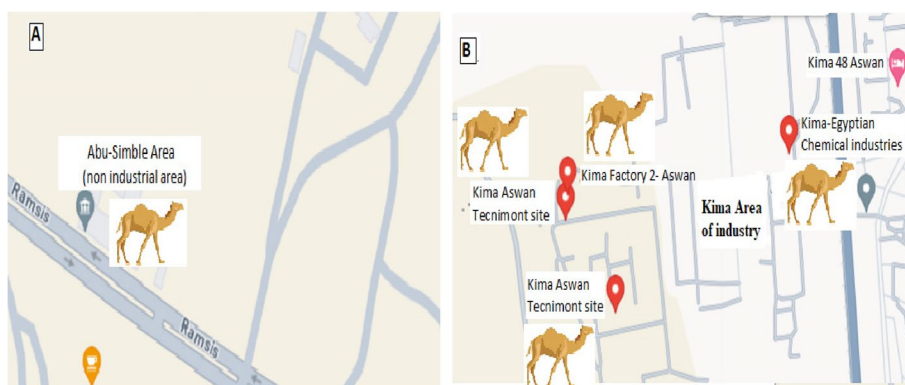 A
Abu-Simble Area
(non industrial area)
Ramsis
Ramsis
B
Kima 48 Aswan
Kima-Egyptian
Chemical industries
Kima Factory 2- Aswan
Kima Aswan
Tecnimont site
Kima Area
of industry
Kima Aswan
Tecnimont site